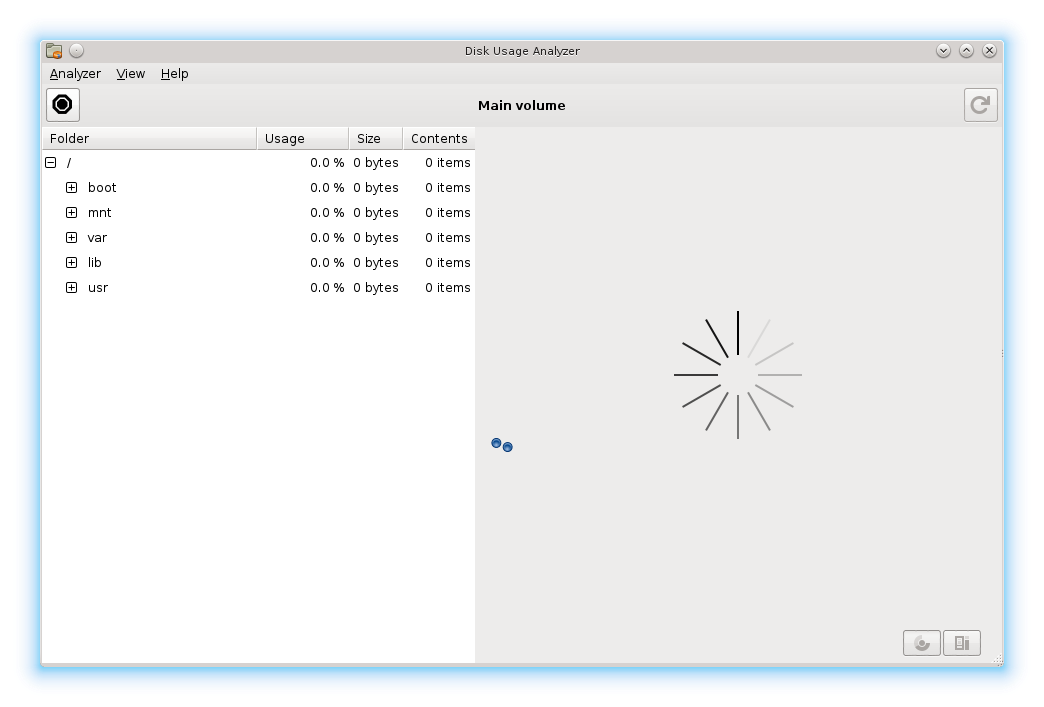 Disk Usage Analyzer
Analyzer View Help
Main volume
Folder Usage Size Contents
/ 0.0 % 0 bytes 0 items
boot 0.0 % 0 bytes 0 items
mnt 0.0 % 0 bytes 0 items
var 0.0 % 0 bytes 0 items
lib 0.0 % 0 bytes 0 items
usr 0.0 % 0 bytes 0 items